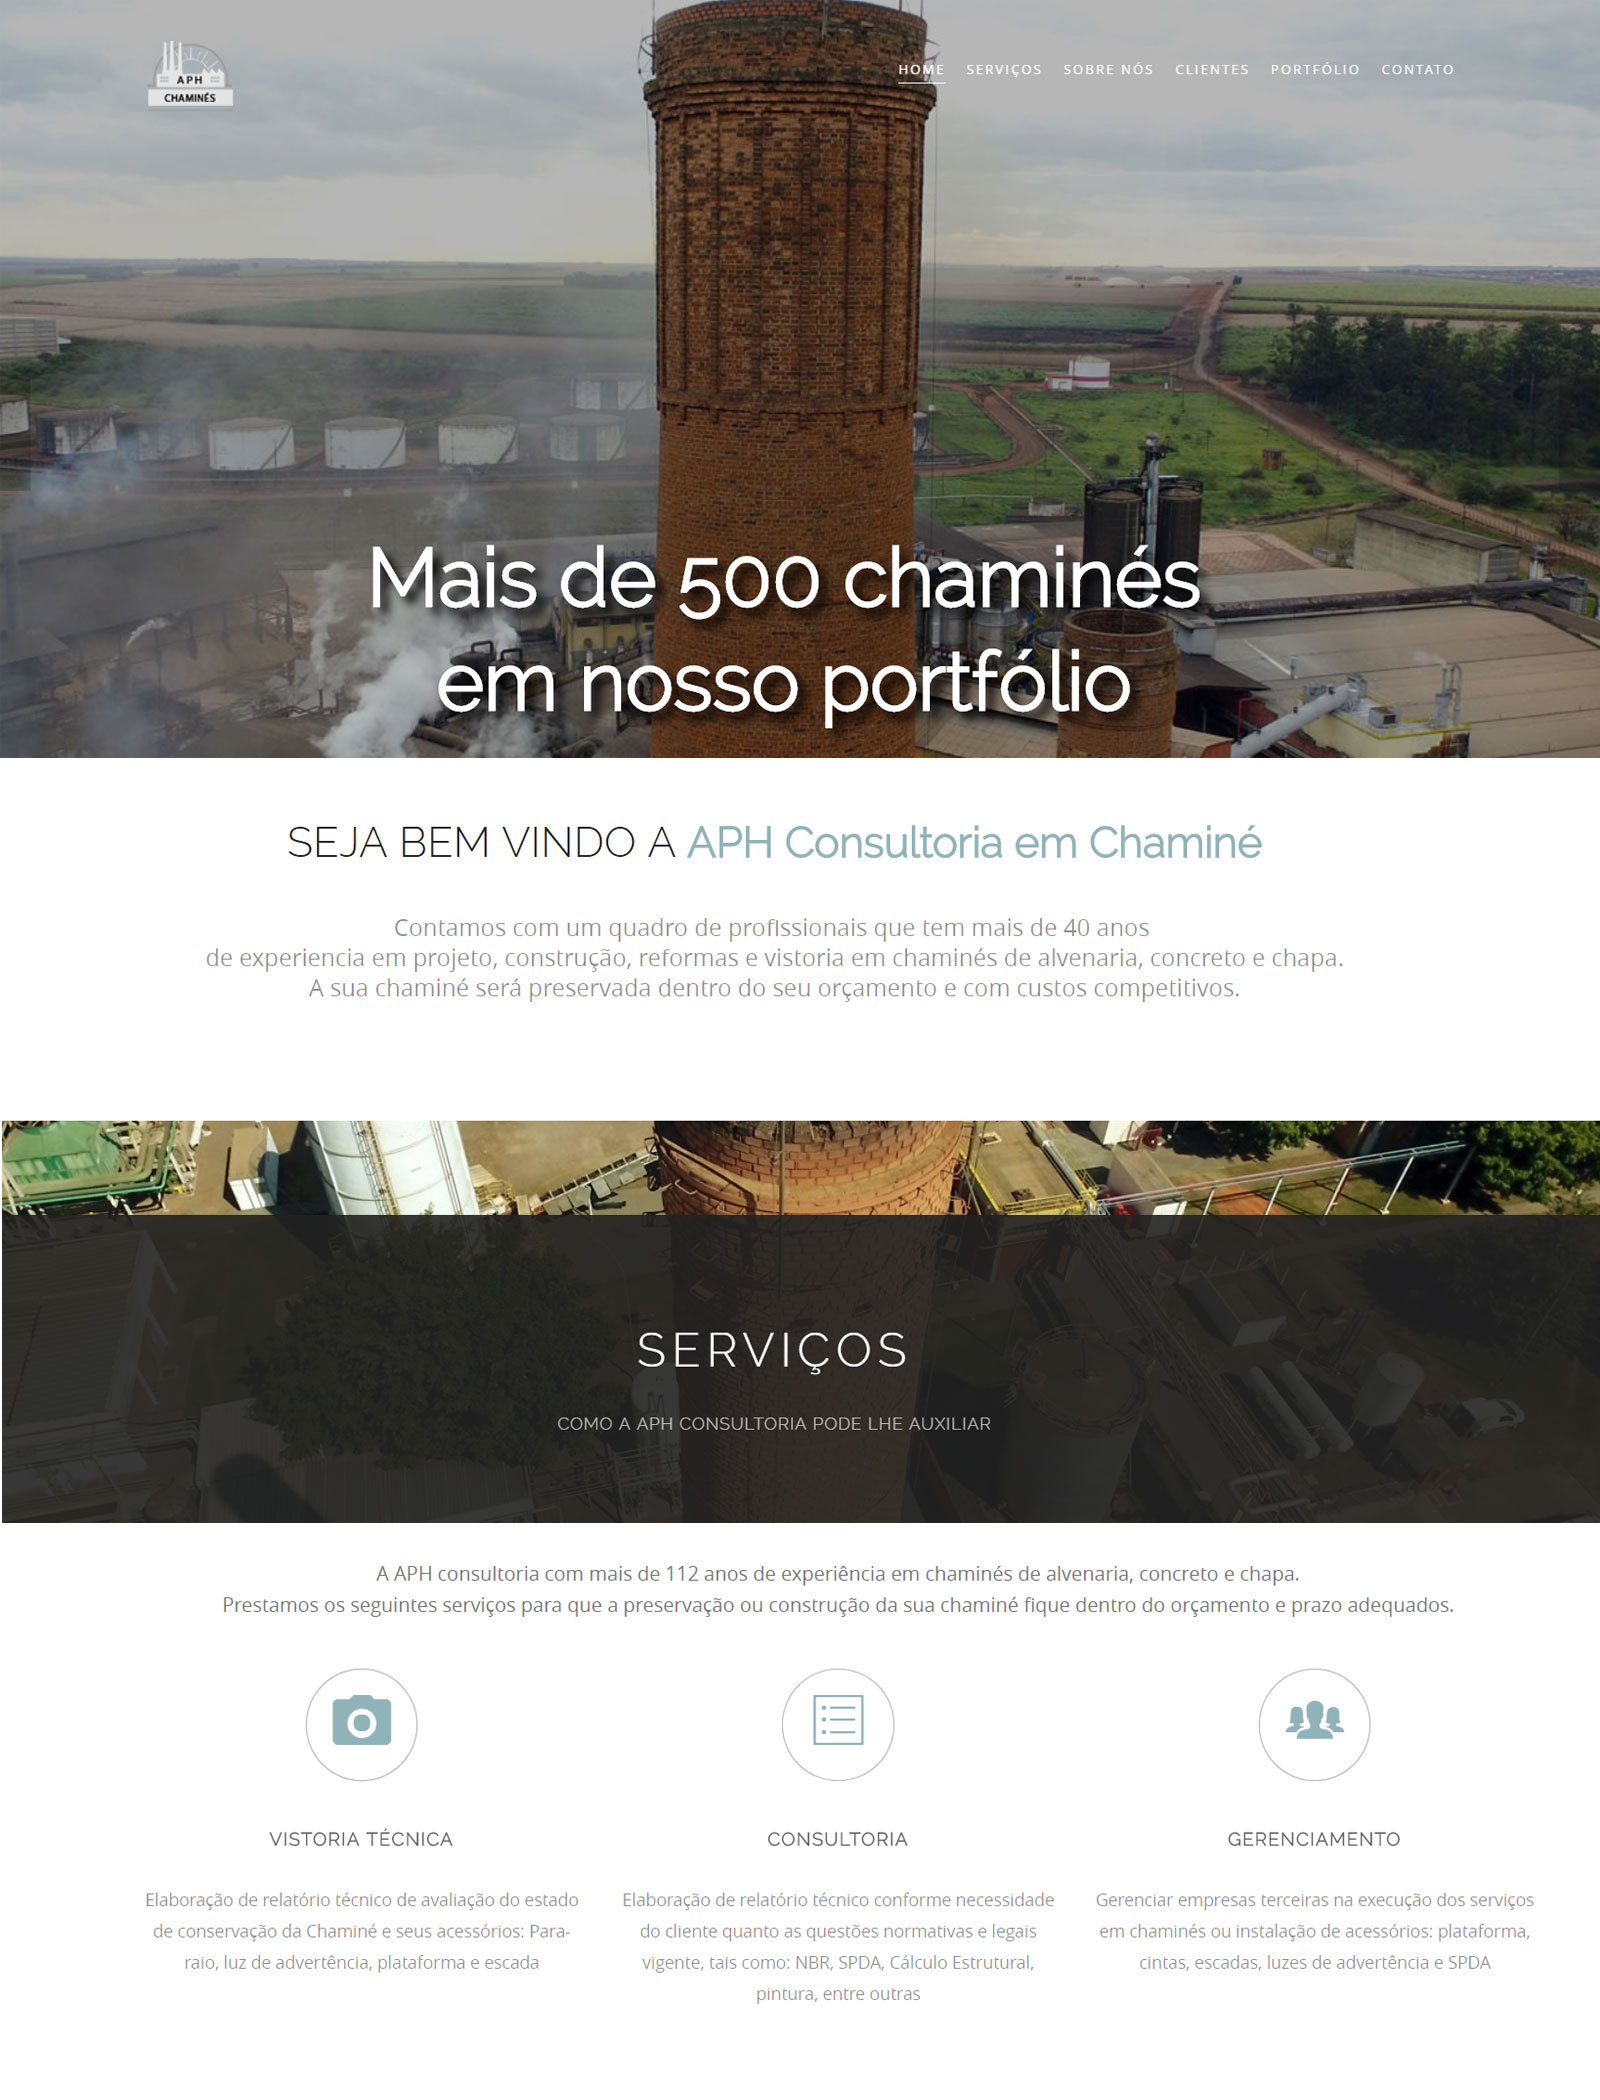 APH
CHAMINÉS
HOME SERVIÇOS SOBRE NÓS CLIENTES PORTFÓLIO CONTATO
Mais de 500 chaminés
em nosso portfólio
SEJA BEM VINDO A APH Consultoria em Chaminé
Contamos com um quadro de profissionais que tem mais de 40 anos
de experiencia em projeto, construção, reformas e vistoria em chaminés de alvenaria, concreto e chapa.
A sua chaminé será preservada dentro do seu orçamento e com custos competitivos.
SERVIÇOS
COMO A APH CONSULTORIA PODE LHE AUXILIAR
A APH consultoria com mais de 112 anos de experiência em chaminés de alvenaria, concreto e chapa.
Prestamos os seguintes serviços para que a preservação ou construção da sua chaminé fique dentro do orçamento e prazo adequados.
VISTORIA TÉCNICA
Elaboração de relatório técnico de avaliação do estado
de conservação da Chaminé e seus acessórios: Para-
raio, luz de advertência, plataforma e escada
CONSULTORIA
Elaboração de relatório técnico conforme necessidade
do cliente quanto as questões normativas e legais
vigente, tais como: NBR, SPDA, Cálculo Estrutural,
pintura, entre outras
GERENCIAMENTO
Gerenciar empresas terceiras na execução dos serviços
em chaminés ou instalação de acessórios: plataforma,
cintas, escadas, luzes de advertência e SPDA